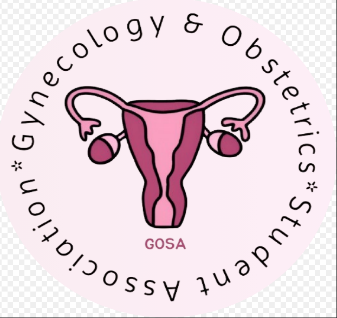 Gynecology & Obstetrics
*Student Association*
GOSA